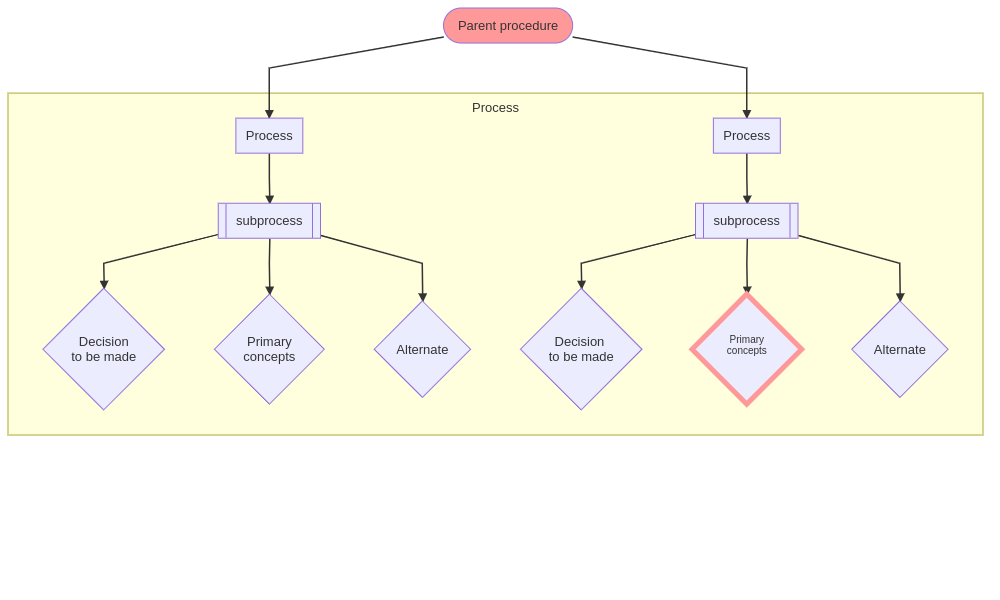 Parent procedure
Process
Process
Process
subprocess
subprocess
Decision
to be made
Primary
concepts
Alternate
Decision
to be made
Primary
concepts
Alternate